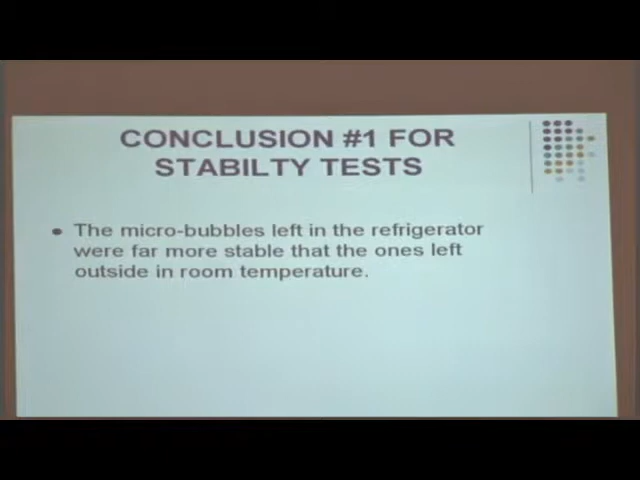 CONCLUSION #1 FOR
STABILTY TESTS
• The micro-bubbles left in the refrigerator
were far more stable that the ones left
outside in room temperature.